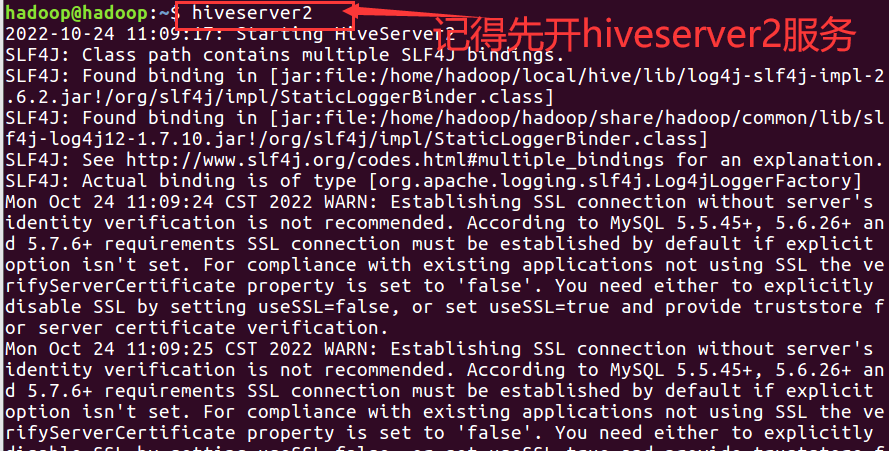 hadoop@hadoop:~$ hiveserver2
记得先开hiveserver2服务
2022-10-24 11:09:17: Starting HiveServer2
SLF4J: Class path contains multiple SLF4J bindings.
SLF4J: Found binding in [jar:file:/home/hadoop/local/hive/lib/log4j-slf4j-impl-2
.6.2.jar!/org/slf4j/impl/StaticLoggerBinder.class]
SLF4J: Found binding in [jar:file:/home/hadoop/hadoop/share/hadoop/common/lib/sl
f4j-log4j12-1.7.10.jar!/org/slf4j/impl/StaticLoggerBinder.class]
SLF4J: See http://www.slf4j.org/codes.html#multiple_bindings for an explanation.
SLF4J: Actual binding is of type [org.apache.logging.slf4j.Log4jLoggerFactory]
Mon Oct 24 11:09:24 CST 2022 WARN: Establishing SSL connection without server's
identity verification is not recommended. According to MySQL 5.5.45+, 5.6.26+ an
d 5.7.6+ requirements SSL connection must be established by default if explicit
option isn't set. For compliance with existing applications not using SSL the ve
rifyServerCertificate property is set to 'false'. You need either to explicitly
disable SSL by setting useSSL=false, or set useSSL=true and provide truststore f
or server certificate verification.
Mon Oct 24 11:09:25 CST 2022 WARN: Establishing SSL connection without server's
identity verification is not recommended. According to MySQL 5.5.45+, 5.6.26+ an
d 5.7.6+ requirements SSL connection must be established by default if explicit
option isn't set. For compliance with existing applications not using SSL the ve
rifyServerCertificate property is set to 'false'. You need either to explicitly
disable SSL by setting useSSL=false, or set useSSL=true and provide truststore f